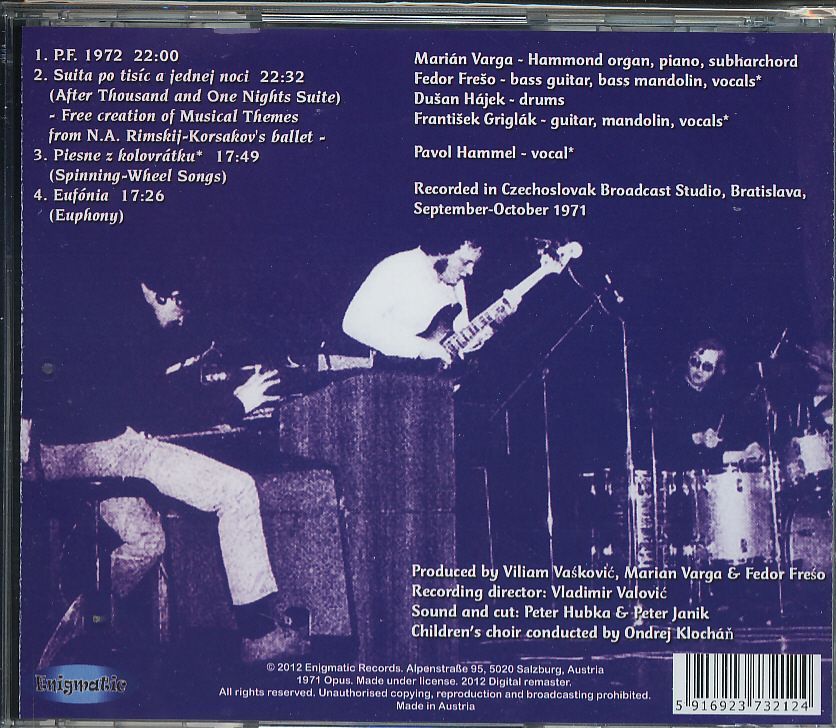 1. P.F. 1972 22:00
2. Suita po tisíc a jednej noci 22:32
(After Thousand and One Nights Suite)
- Free creation of Musical Themes
from N.A. Rimskij-Korsakov's ballet -
3. Piesne z kolovrátku* 17:49
(Spinning-Wheel Songs)
4. Eufónia 17:26
(Euphony)
Marián Varga - Hammond organ, piano, subharchord
Fedor Frešo - bass guitar, bass mandolin, vocals*
Dušan Hájek - drums
František Griglák - guitar, mandolin, vocals*
Pavol Hammel - vocal*
Recorded in Czechoslovak Broadcast Studio, Bratislava,
September-October 1971
Produced by Viliam Vaśković, Marian Varga & Fedor Freśo
Recording director: Vladimir Valović
Sound and cut: Peter Hubka & Peter Janik
Children's choir conducted by Ondrej Klocháň
Enigmatic
© 2012 Enigmatic Records. Alpenstraße 95, 5020 Salzburg, Austria
1971 Opus. Made under license. 2012 Digital remaster.
All rights reserved. Unauthorised copying, reproduction and broadcasting prohibited.
Made in Austria
5 916923 732124